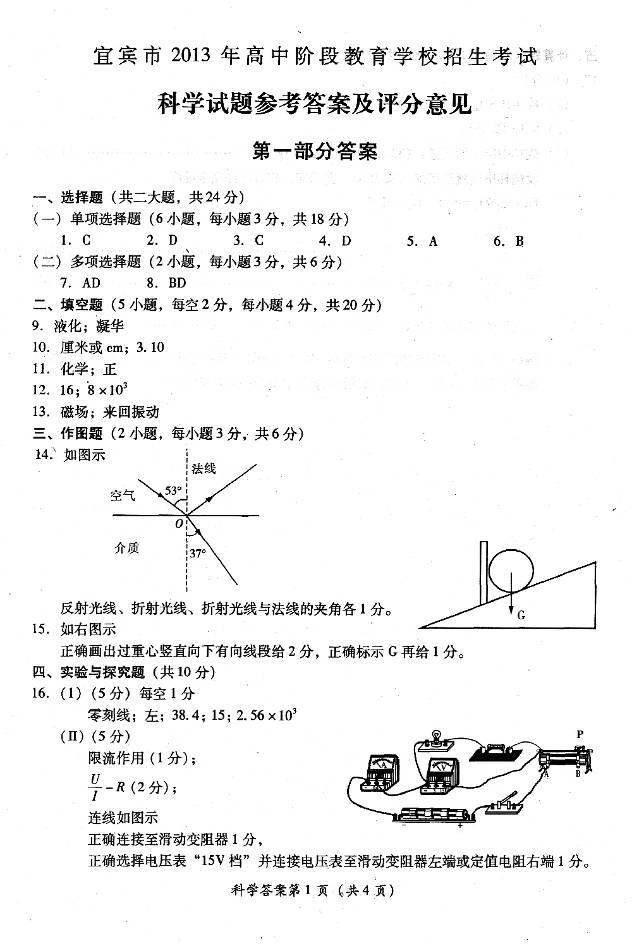 宜宾市 2013 年高中阶段教育学校招生考试
科学试题参考答案及评分意见
第一部分答案
一、选择题（共二大题，共24分）
（一）单项选择题（6小题，每小题3分，共18分）
1. C 2. D 3. C 4. D 5. A 6. B
（二）多项选择题（2小题，每小题3分，共6分）
7. AD 8. BD
二、填空题（5小题，每空2分，每小题4分，共20分）
9. 液化；凝华
10. 厘米或cm；3.10
11. 化学；正
12. 16；8×10³
13. 磁场；来回振动
三、作图题（2小题，每小题3分，共6分）
14. 如图示
法线
空气
53°
O
介质
37°
G
反射光线、折射光线、折射光线与法线的夹角各1分。
15. 如右图示
正确画出过重心竖直向下有向线段给2分，正确标示G再给1分。
四、实验与探究题（共10分）
16. (I)（5分）每空1分
零刻线；左；38.4；15；2.56×10³
(II)（5分）
限流作用（1分）；
U/I-R（2分）；
连线如图示
P
A
V
A
B
+
正确连接至滑动变阻器1分，
正确选择电压表“15V档”并连接电压表至滑动变阻器左端或定值电阻右端1分。
科学答案第1页（共4页）